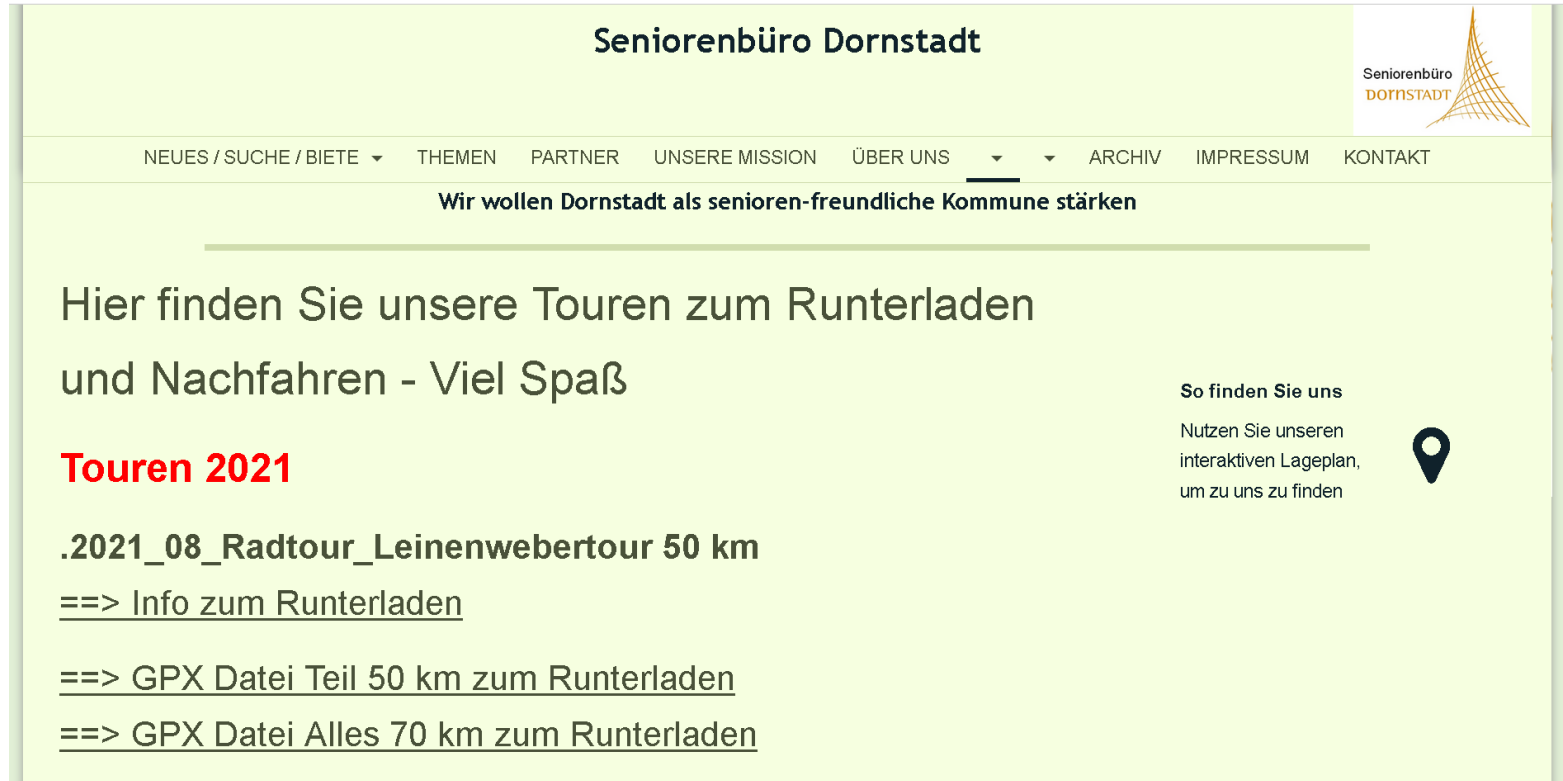 Seniorenbüro Dornstadt
Seniorenbüro
DORNSTADT
NEUES / SUCHE / BIETE THEMEN PARTNER UNSERE MISSION ÜBER UNS ARCHIV IMPRESSUM KONTAKT
Wir wollen Dornstadt als senioren-freundliche Kommune stärken
Hier finden Sie unsere Touren zum Runterladen
und Nachfahren - Viel Spaß
Touren 2021
.2021_08_Radtour_Leinenwebertour 50 km
==> Info zum Runterladen
==> GPX Datei Teil 50 km zum Runterladen
==> GPX Datei Alles 70 km zum Runterladen
So finden Sie uns
Nutzen Sie unseren
interaktiven Lageplan,
um zu uns zu finden